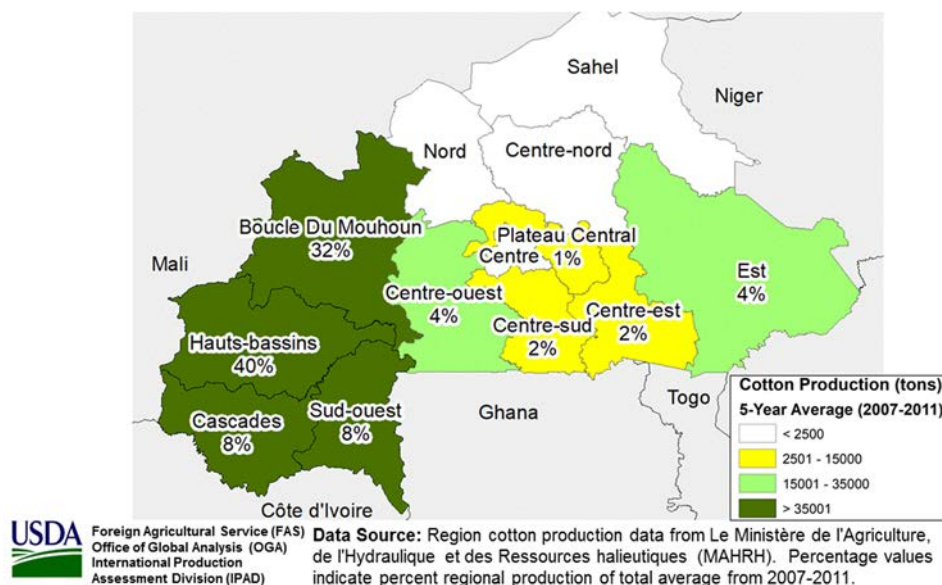 Sahel
Niger
Nord
Centre-nord
Boucle Du Mouhoun
32%
Plateau Central
1%
Centre
Mali
Est
4%
Centre-ouest
4%
Centre-est
2%
Centre-sud
2%
Hauts-bassins
40%
Cascades
8%
Sud-ouest
8%
Ghana
Togo
Côte d'Ivoire
Cotton Production (tons)
5-Year Average (2007-2011)
< 2500
2501 - 15000
15001 - 35000
> 35001
USDA
Foreign Agricultural Service (FAS)
Office of Global Analysis (OGA)
International Production
Assessment Division (IPAD)
Data Source: Region cotton production data from Le Ministère de l'Agriculture,
de l'Hydraulique et des Ressources halieutiques (MAHRH). Percentage values
indicate percent regional production of total average from 2007-2011.